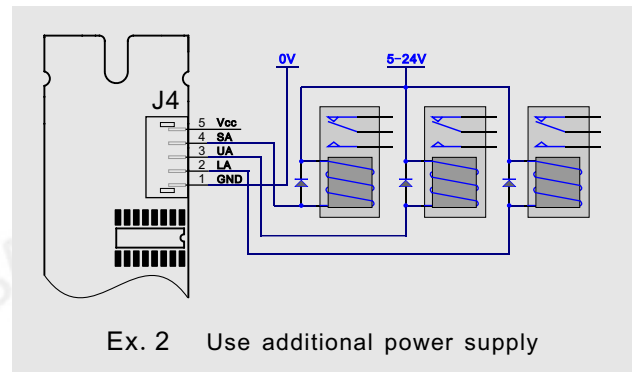 0V 5-24V
J4
5 Vcc
4 SA
3 UA
2 LA
1 GND
Ex. 2 Use additional power supply